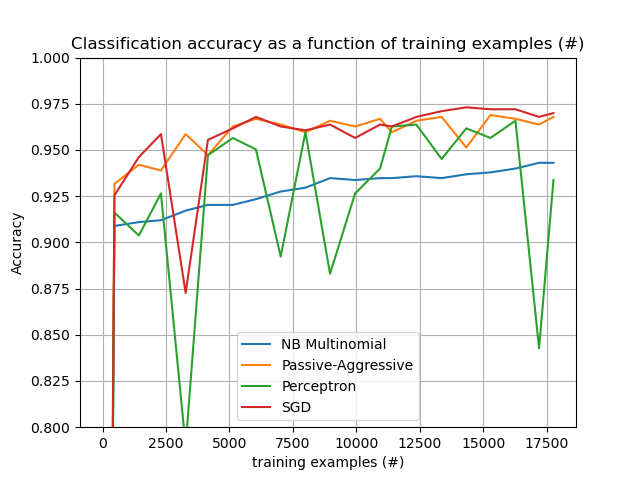 Classification accuracy as a function of training examples (#)
1.000
0.975
0.950
0.925
0.900
0.875
0.850
0.825
0.800
Accuracy
NB Multinomial
Passive-Aggressive
Perceptron
SGD
0 2500 5000 7500 10000 12500 15000 17500
training examples (#)